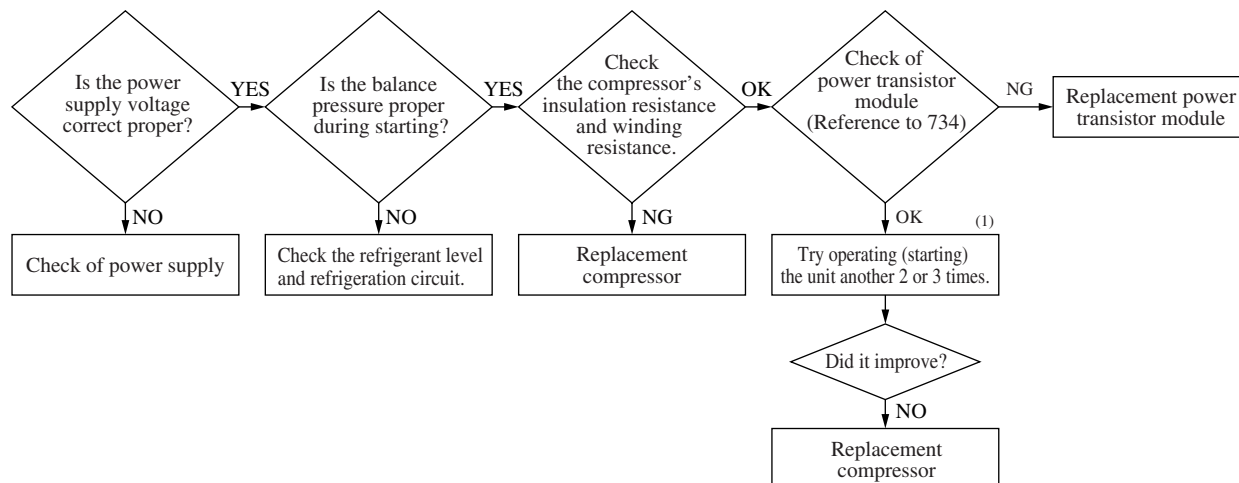 Is the power
supply voltage
correct proper?
YES
Is the balance
pressure proper
during starting?
YES
Check
the compressor's
insulation resistance
and winding
resistance.
OK
Check of
power transistor
module
(Reference to 734)
NG
Replacement power
transistor module
NO
Check of power supply
NO
Check the refrigerant level
and refrigeration circuit.
NG
Replacement
compressor
OK
(1)
Try operating (starting)
the unit another 2 or 3 times.
Did it improve?
NO
Replacement
compressor